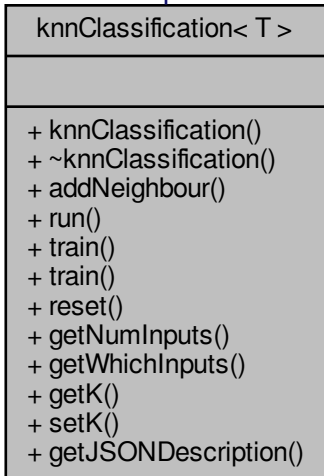 knnClassification< T >
+ knnClassification()
+ ~knnClassification()
+ addNeighbour()
+ run()
+ train()
+ train()
+ reset()
+ getNumInputs()
+ getWhichInputs()
+ getK()
+ setK()
+ getJSONDescription()